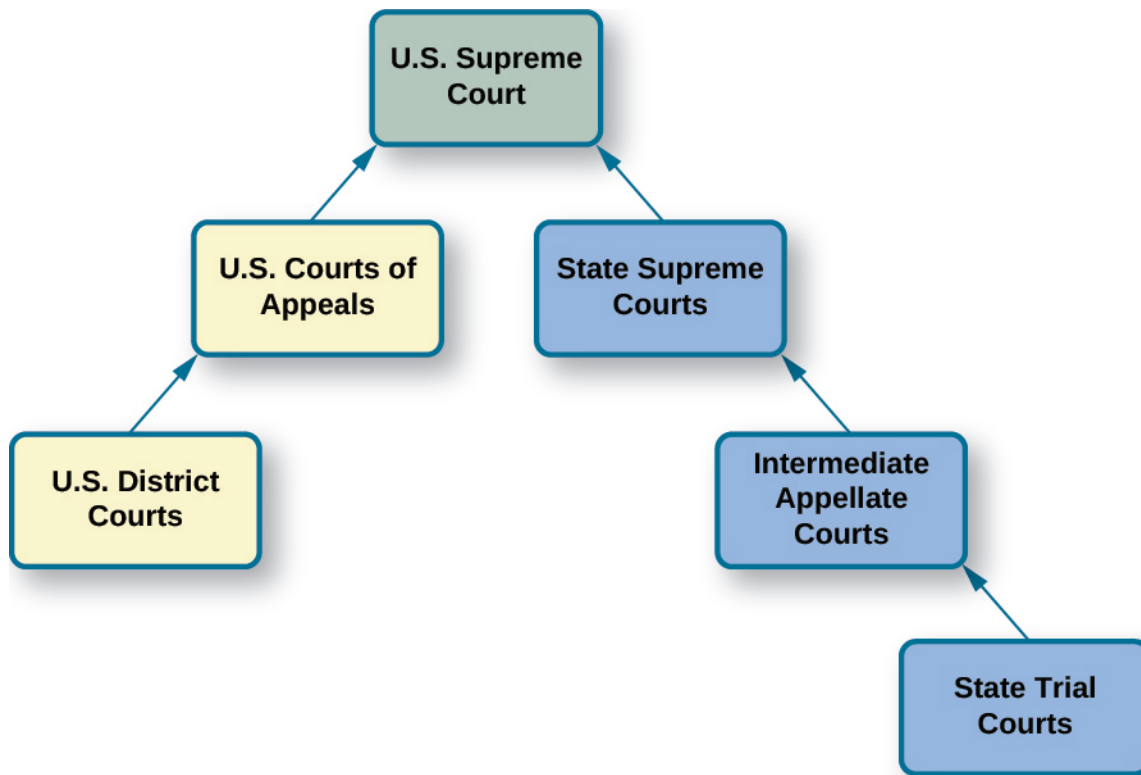 U.S. Supreme
Court
U.S. Courts of
Appeals
State Supreme
Courts
U.S. District
Courts
Intermediate
Appellate
Courts
State Trial
Courts